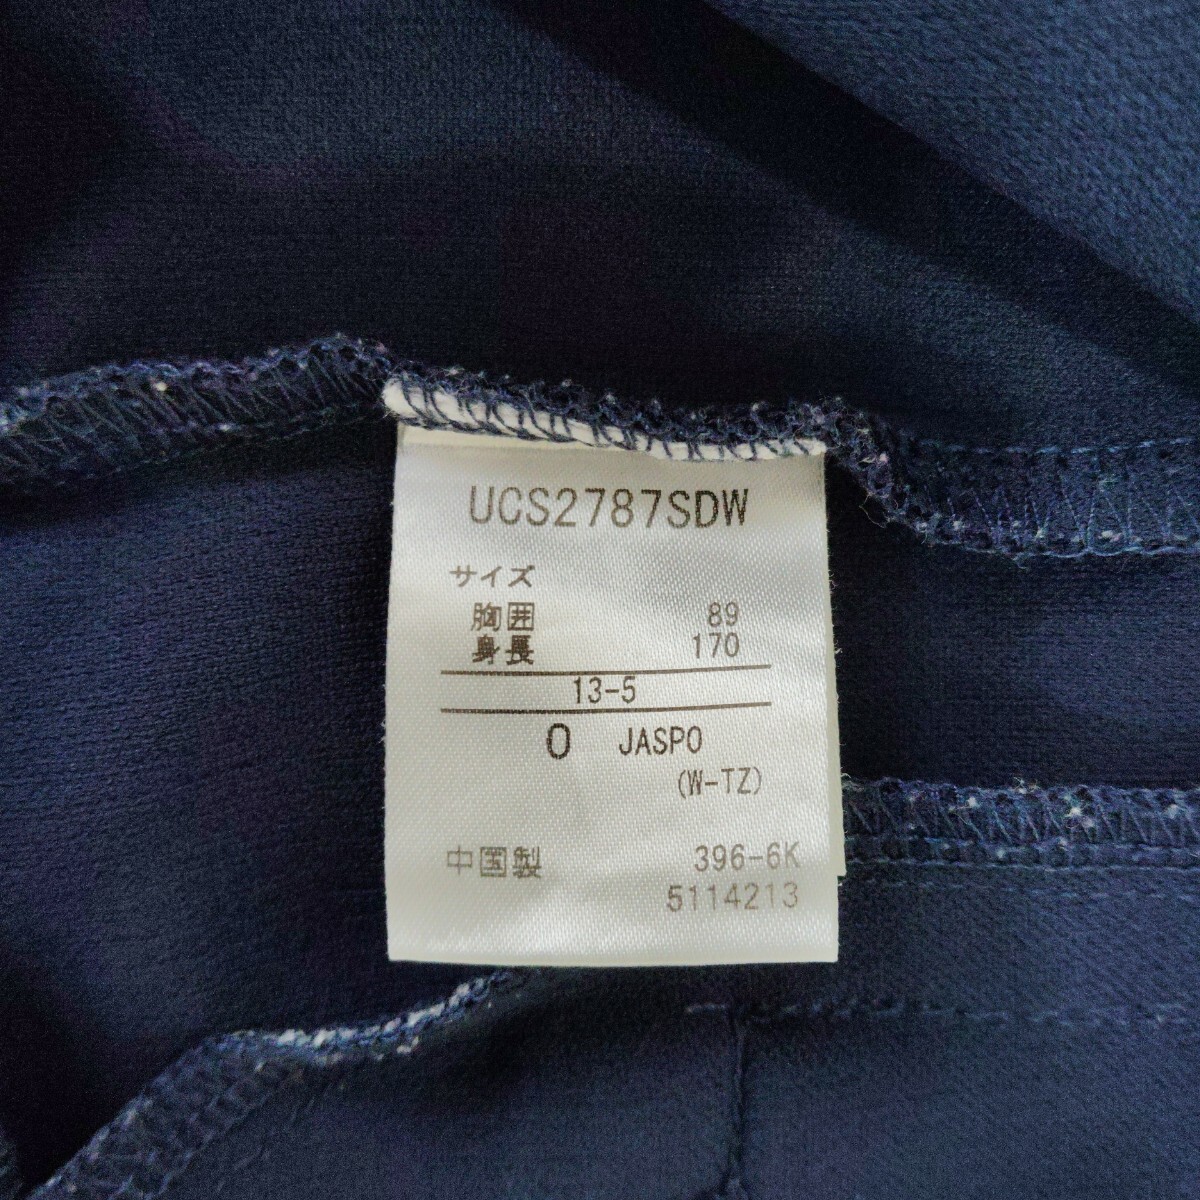 UCS2787SDW
サイズ
胸囲 89
身長 170
13-5
O JASPO
(W-TZ)
中国製 396-6K
5114213